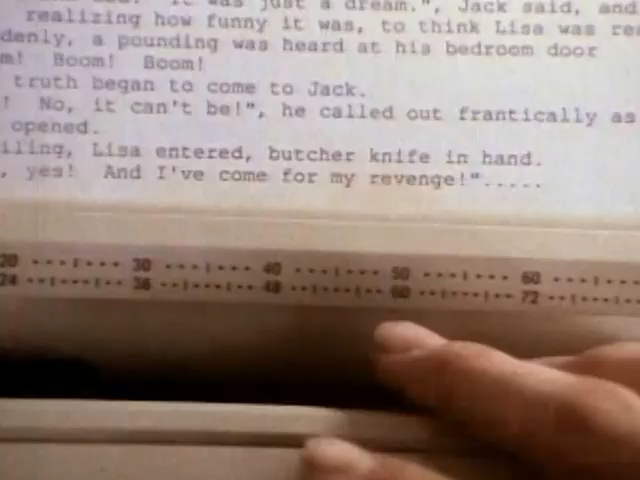 was just a dream.", Jack said, and
realizing how funny it was, to think Lisa was
denly, a pounding was heard at his bedroom door
m! Boom! Boom!
truth began to come to Jack.
! No, it can't be!", he called out frantically as
opened.
iling, Lisa entered, butcher knife in hand.
, yes! And I've come for my revenge!".....
20 30 40 50 60
24 36 48 60 72